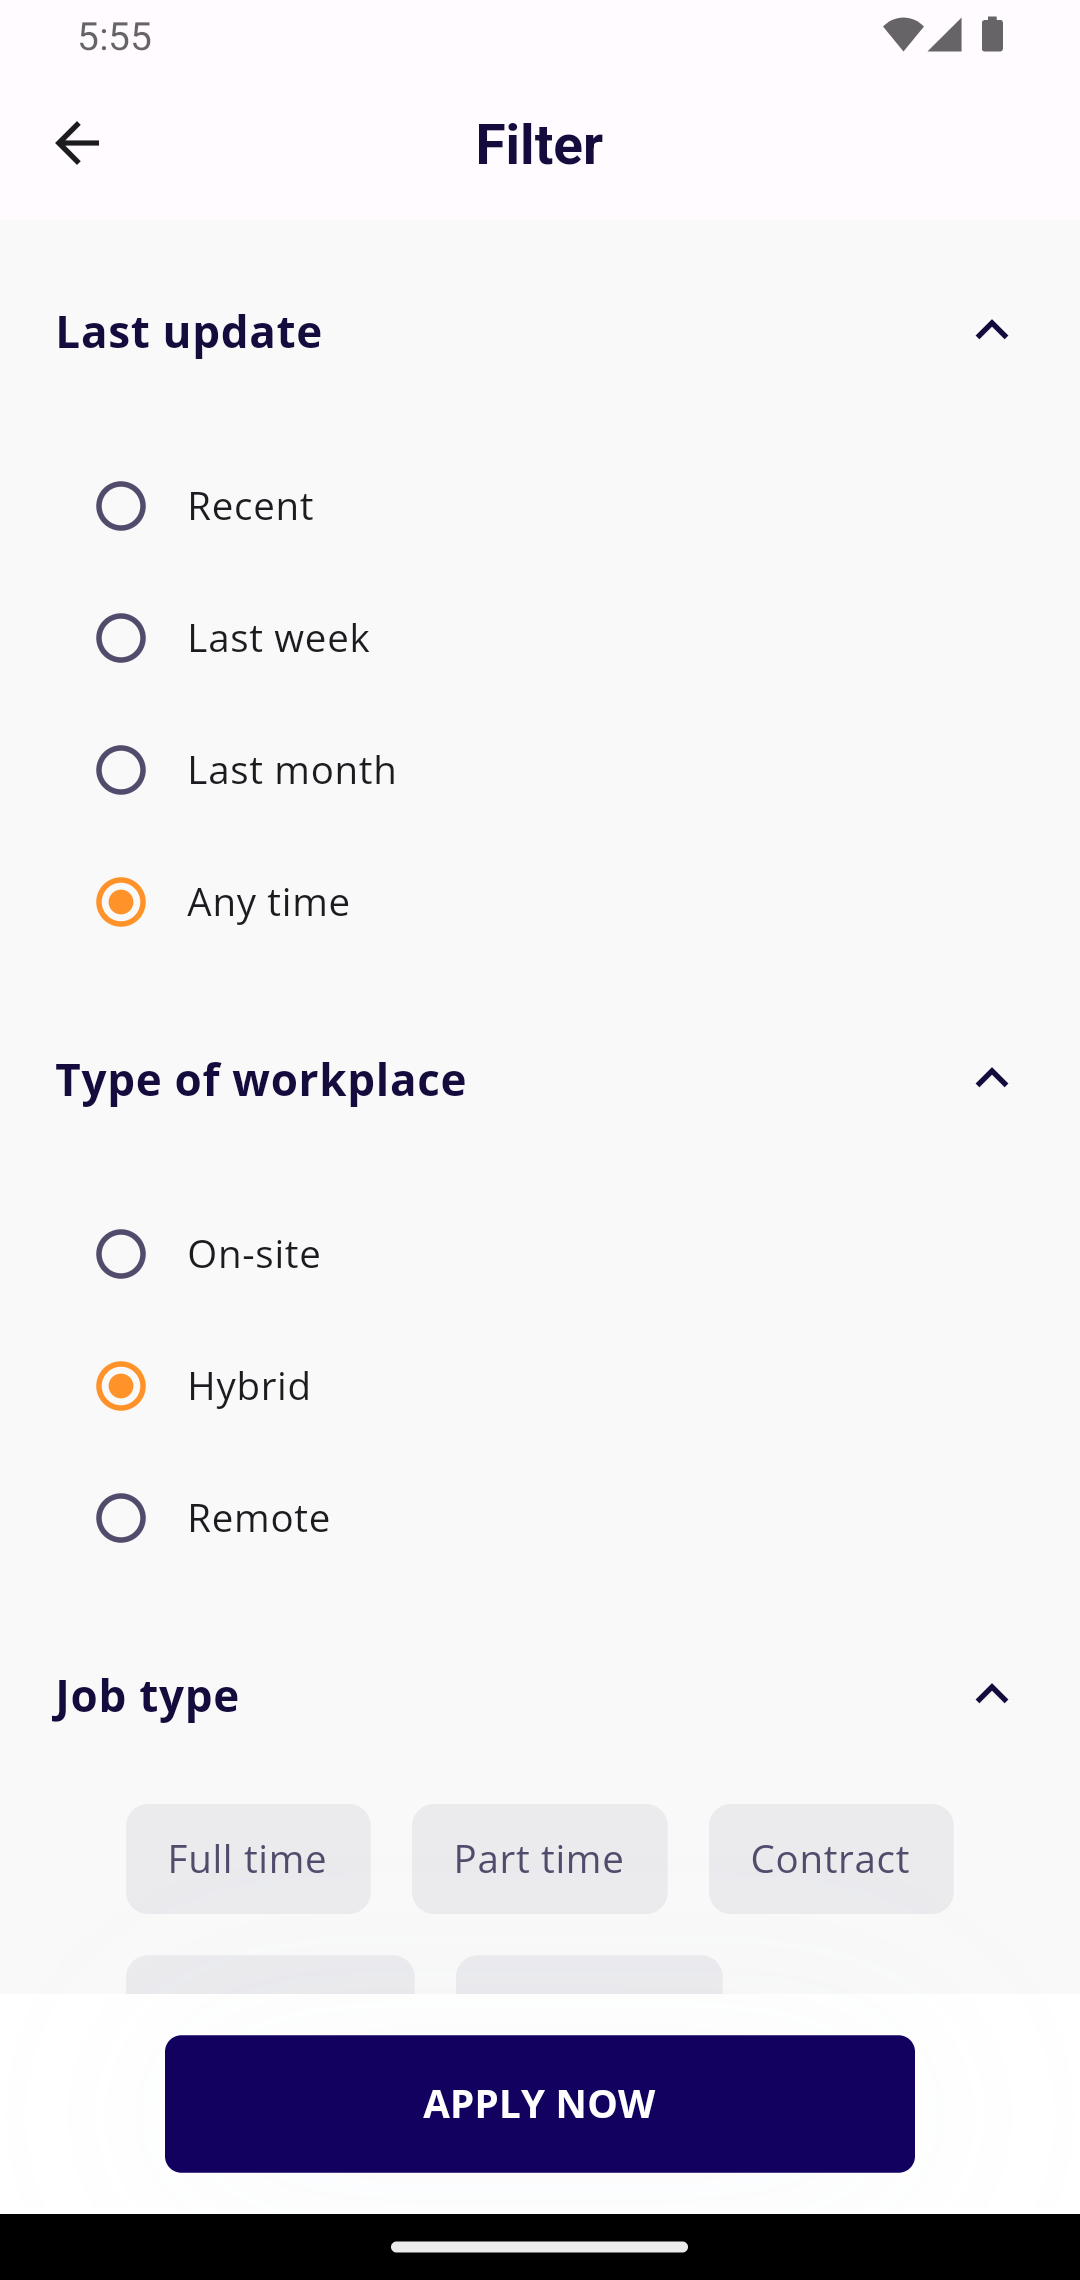 5:55
Filter
Last update
Recent
Last week
Last month
Any time
Type of workplace
On-site
Hybrid
Remote
Job type
Full time
Part time
Contract
APPLY NOW